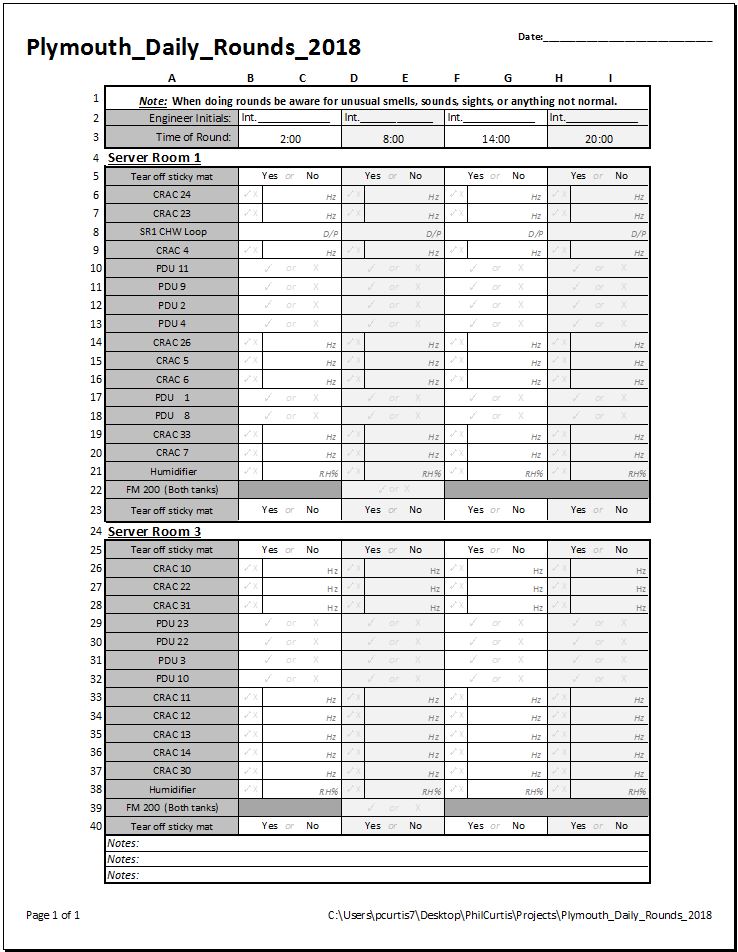 Date:
Plymouth_Daily_Rounds_2018
A B C D E F G H I
1 Note: When doing rounds be aware for unusual smells, sounds, sights, or anything not normal.
2 Engineer Initials: Int. Int. Int. Int.
3 Time of Round: 2:00 8:00 14:00 20:00
4 Server Room 1
5 Tear off sticky mat Yes or No Yes or No Yes or No Yes or No
6 CRAC 24 ✓ X Hz ✓ X Hz ✓ X Hz ✓ X Hz
7 CRAC 23 ✓ X Hz ✓ X Hz ✓ X Hz ✓ X Hz
8 SR1 CHW Loop D/P D/P D/P D/P
9 CRAC 4 ✓ X Hz ✓ X Hz ✓ X Hz ✓ X Hz
10 PDU 11 ✓ or X ✓ or X ✓ or X ✓ or X
11 PDU 9 ✓ or X ✓ or X ✓ or X ✓ or X
12 PDU 2 ✓ or X ✓ or X ✓ or X ✓ or X
13 PDU 4 ✓ or X ✓ or X ✓ or X ✓ or X
14 CRAC 26 ✓ X Hz ✓ X Hz ✓ X Hz ✓ X Hz
15 CRAC 5 ✓ X Hz ✓ X Hz ✓ X Hz ✓ X Hz
16 CRAC 6 ✓ X Hz ✓ X Hz ✓ X Hz ✓ X Hz
17 PDU 1 ✓ or X ✓ or X ✓ or X ✓ or X
18 PDU 8 ✓ or X ✓ or X ✓ or X ✓ or X
19 CRAC 33 ✓ X Hz ✓ X Hz ✓ X Hz ✓ X Hz
20 CRAC 7 ✓ X Hz ✓ X Hz ✓ X Hz ✓ X Hz
21 Humidifier ✓ X RH% ✓ X RH% ✓ X RH% ✓ X RH%
22 FM 200 (Both tanks) ✓ or X
23 Tear off sticky mat Yes or No Yes or No Yes or No Yes or No
24 Server Room 3
25 Tear off sticky mat Yes or No Yes or No Yes or No Yes or No
26 CRAC 10 ✓ X Hz ✓ X Hz ✓ X Hz ✓ X Hz
27 CRAC 22 ✓ X Hz ✓ X Hz ✓ X Hz ✓ X Hz
28 CRAC 31 ✓ X Hz ✓ X Hz ✓ X Hz ✓ X Hz
29 PDU 23 ✓ or X ✓ or X ✓ or X ✓ or X
30 PDU 22 ✓ or X ✓ or X ✓ or X ✓ or X
31 PDU 3 ✓ or X ✓ or X ✓ or X ✓ or X
32 PDU 10 ✓ or X ✓ or X ✓ or X ✓ or X
33 CRAC 11 ✓ X Hz ✓ X Hz ✓ X Hz ✓ X Hz
34 CRAC 12 ✓ X Hz ✓ X Hz ✓ X Hz ✓ X Hz
35 CRAC 13 ✓ X Hz ✓ X Hz ✓ X Hz ✓ X Hz
36 CRAC 14 ✓ X Hz ✓ X Hz ✓ X Hz ✓ X Hz
37 CRAC 30 ✓ X Hz ✓ X Hz ✓ X Hz ✓ X Hz
38 Humidifier ✓ X RH% ✓ X RH% ✓ X RH% ✓ X RH%
39 FM 200 (Both tanks) ✓ or X
40 Tear off sticky mat Yes or No Yes or No Yes or No Yes or No
Notes:
Notes:
Notes:
Page 1 of 1 C:\Users\pcurtis7\Desktop\PhilCurtis\Projects\Plymouth_Daily_Rounds_2018